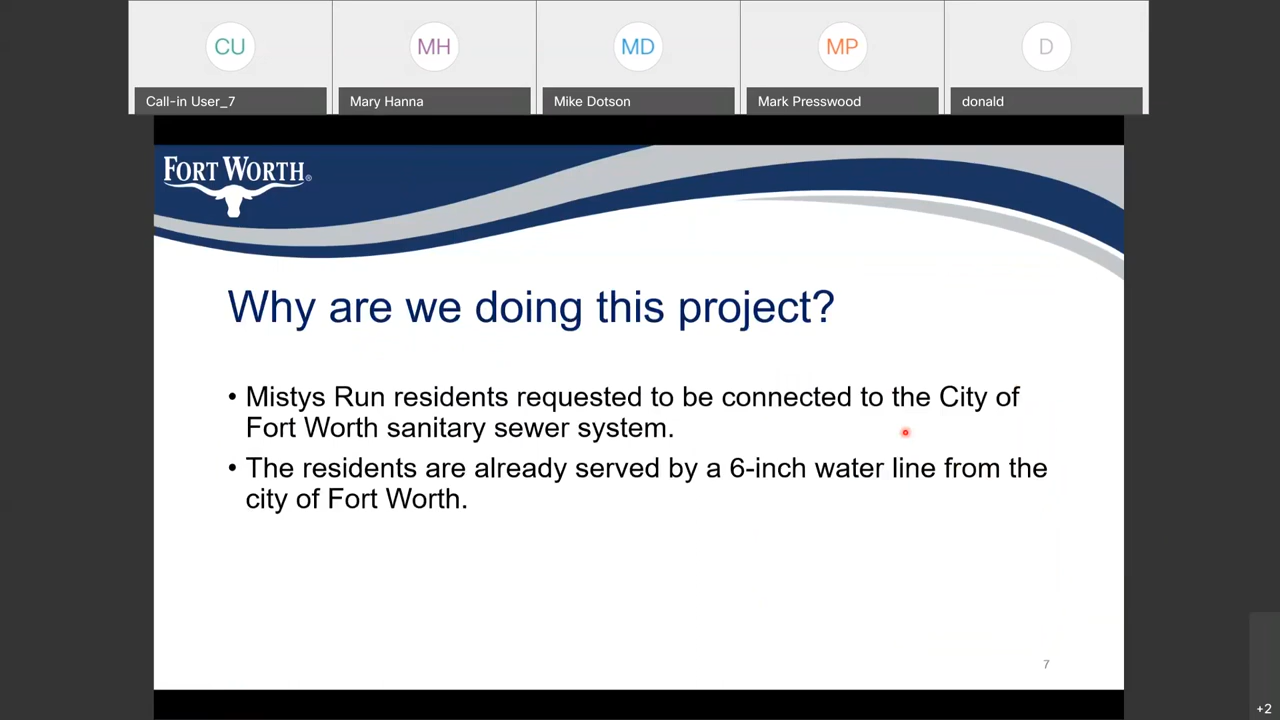 CU
MH
MD
MP
D
Call-in User_7
Mary Hanna
Mike Dotson
Mark Presswood
donald
FORT WORTH®
Why are we doing this project?
• Mistys Run residents requested to be connected to the City of
Fort Worth sanitary sewer system.
• The residents are already served by a 6-inch water line from the
city of Fort Worth.
7
+2